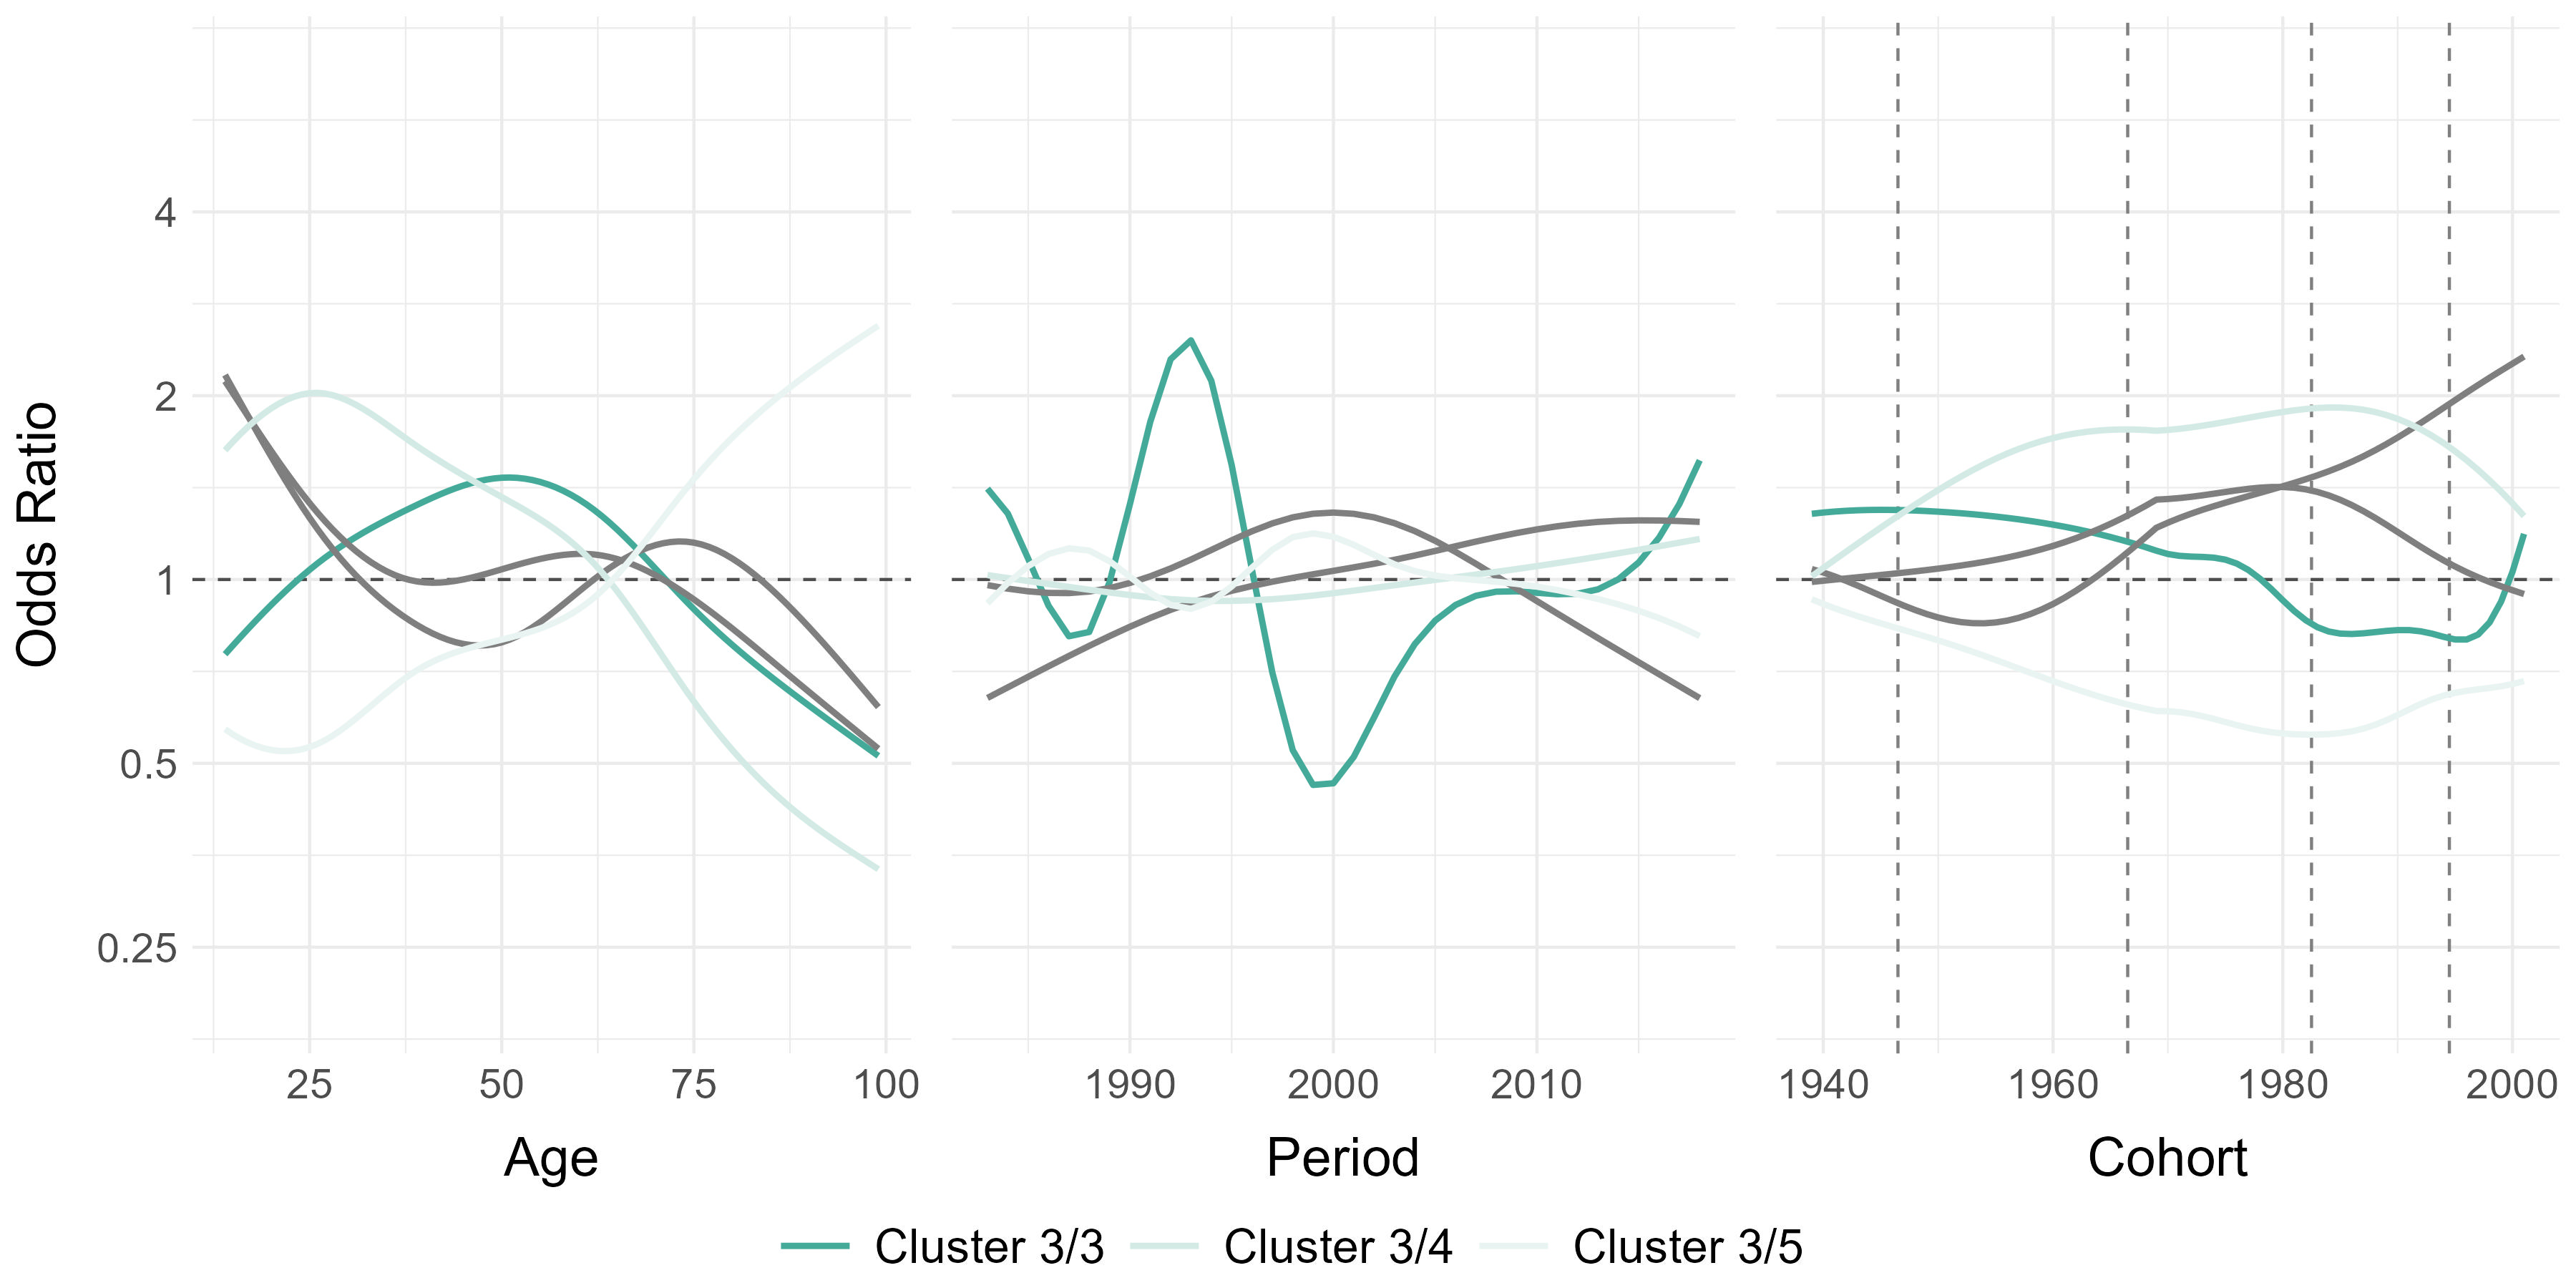 Odds Ratio
4
2
1
0.5
0.25
25 50 75 100
1990 2000 2010
1940 1960 1980 2000
Age
Period
Cohort
Cluster 3/3 Cluster 3/4 Cluster 3/5